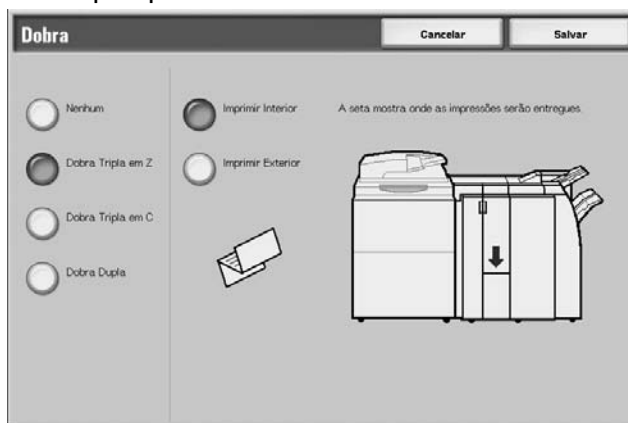 Dobra
Cancelar
Salvar
Nenhum
Dobra Tripla em Z
Dobra Tripla em C
Dobra Dupla
Imprimir Interior
Imprimir Exterior
A seta mostra onde as impressões serão entregues.